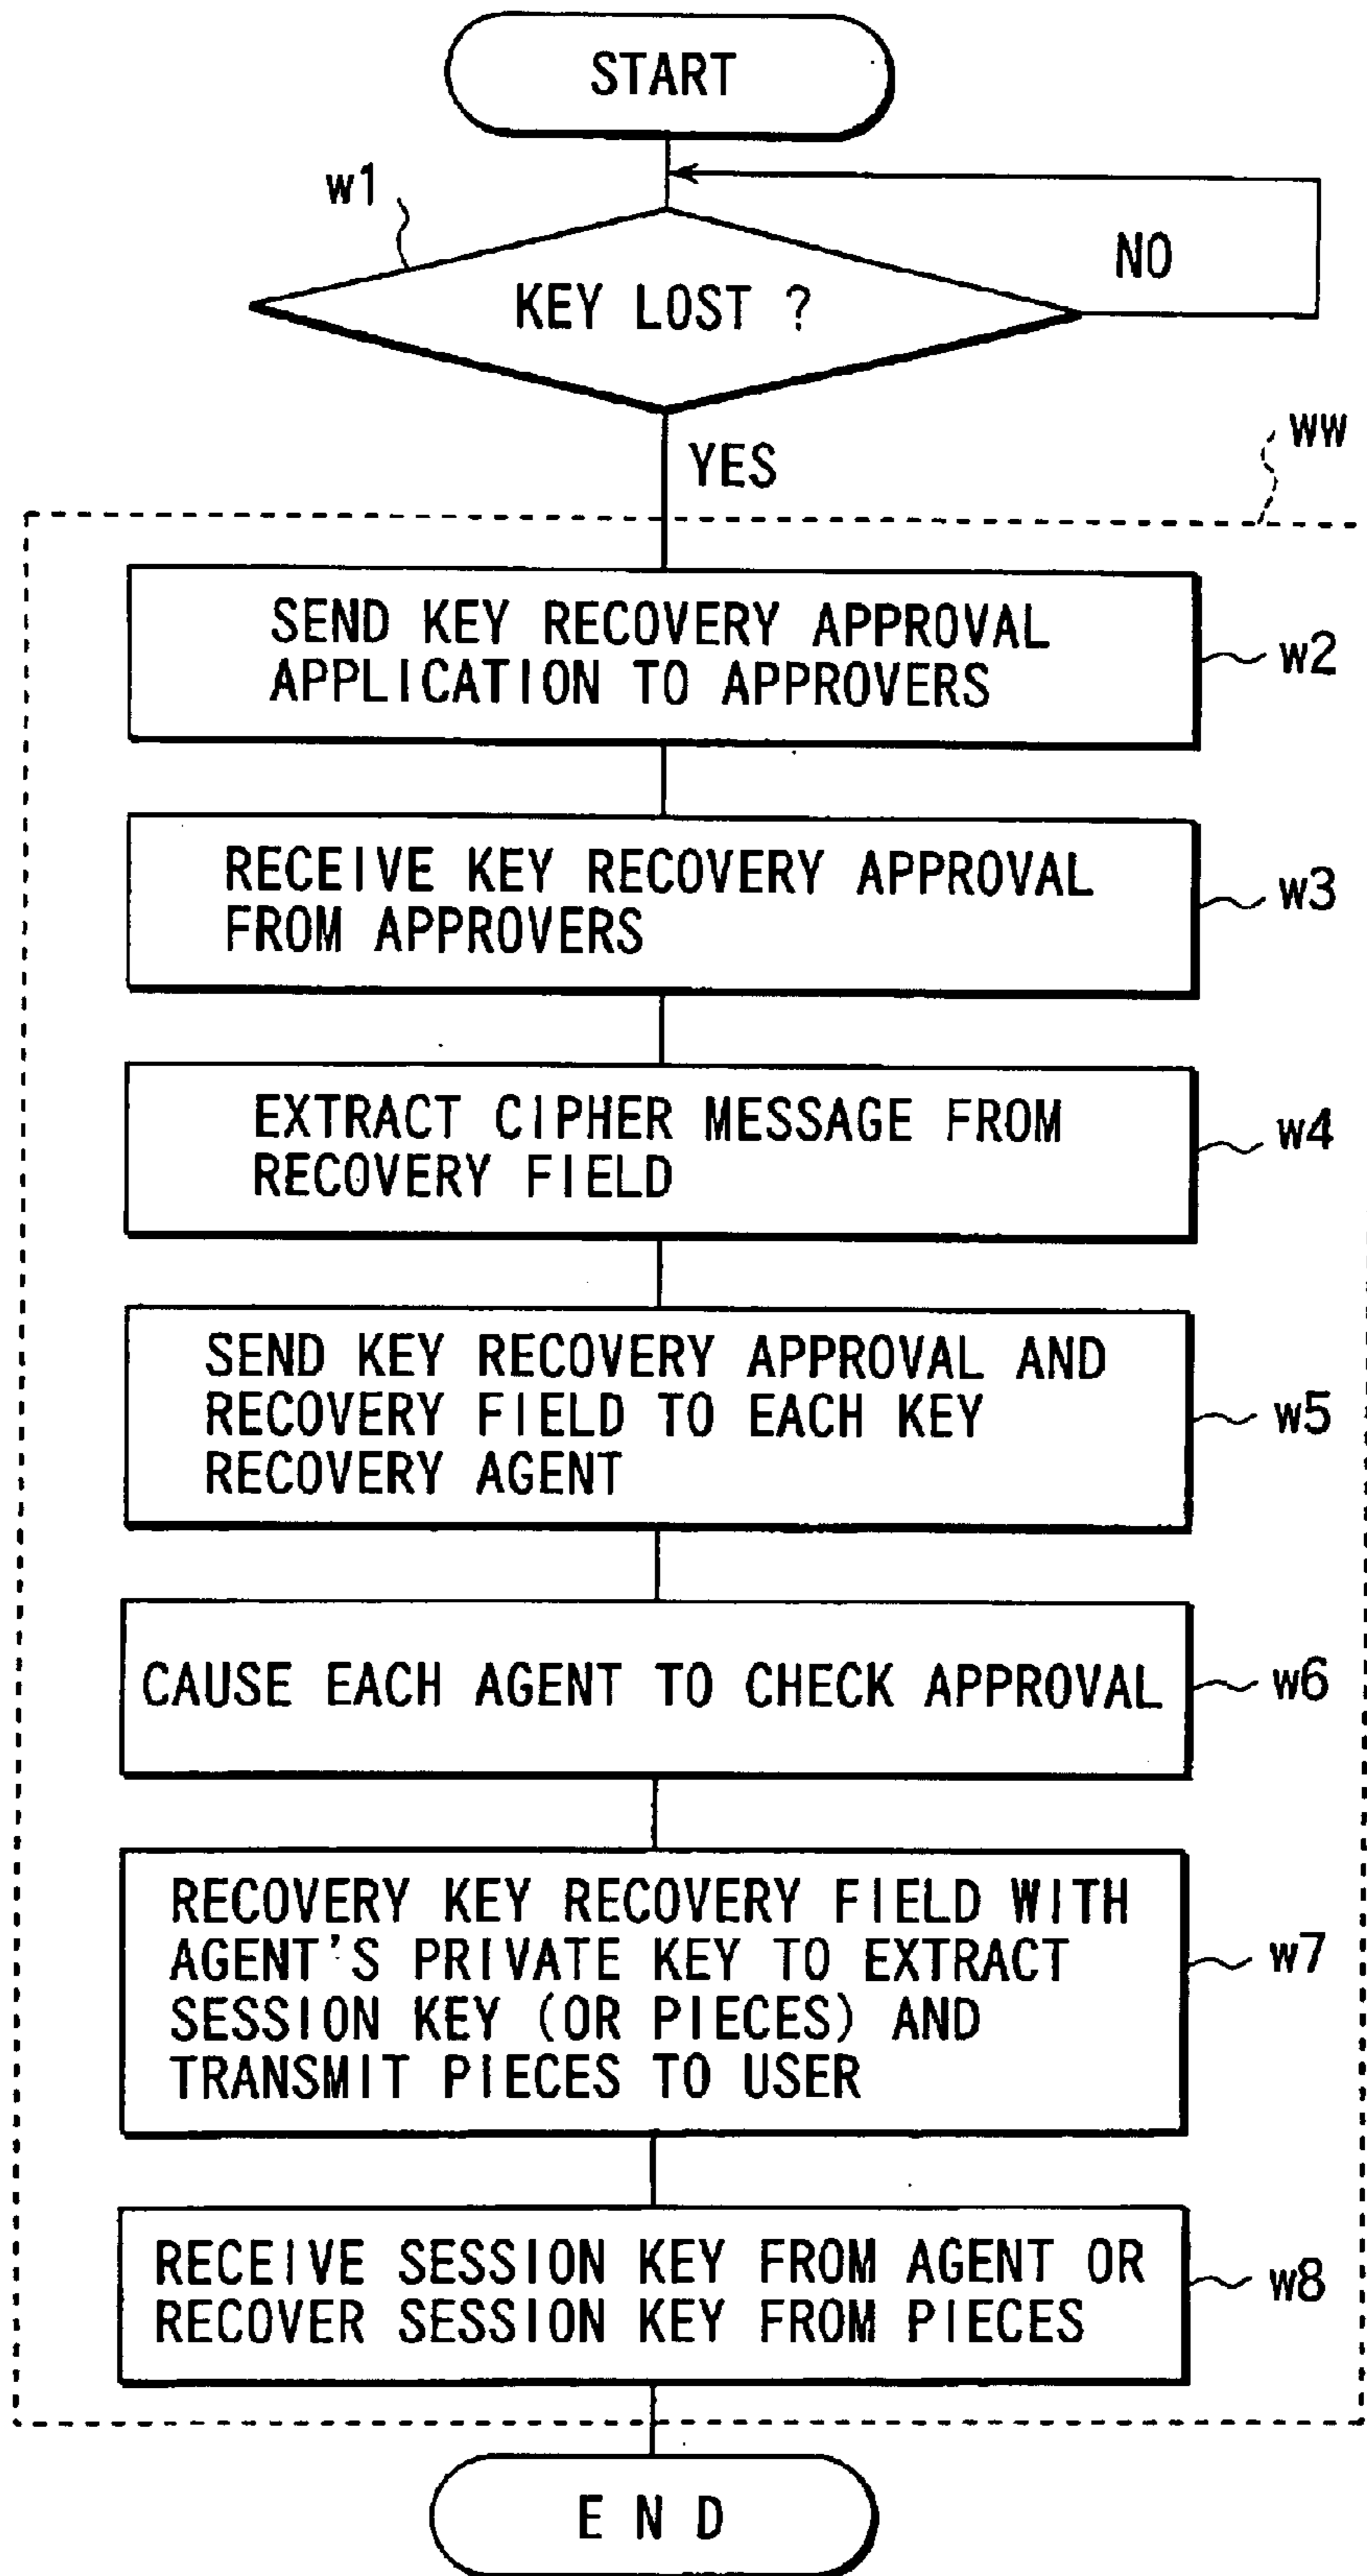 START
w1
NO
KEY LOST ?
YES
ww
SEND KEY RECOVERY APPROVAL
APPLICATION TO APPROVERS
w2
RECEIVE KEY RECOVERY APPROVAL
FROM APPROVERS
w3
EXTRACT CIPHER MESSAGE FROM
RECOVERY FIELD
w4
SEND KEY RECOVERY APPROVAL AND
RECOVERY FIELD TO EACH KEY
RECOVERY AGENT
w5
CAUSE EACH AGENT TO CHECK APPROVAL
w6
RECOVERY KEY RECOVERY FIELD WITH
AGENT'S PRIVATE KEY TO EXTRACT
SESSION KEY (OR PIECES) AND
TRANSMIT PIECES TO USER
w7
RECEIVE SESSION KEY FROM AGENT OR
RECOVER SESSION KEY FROM PIECES
w8
E N D